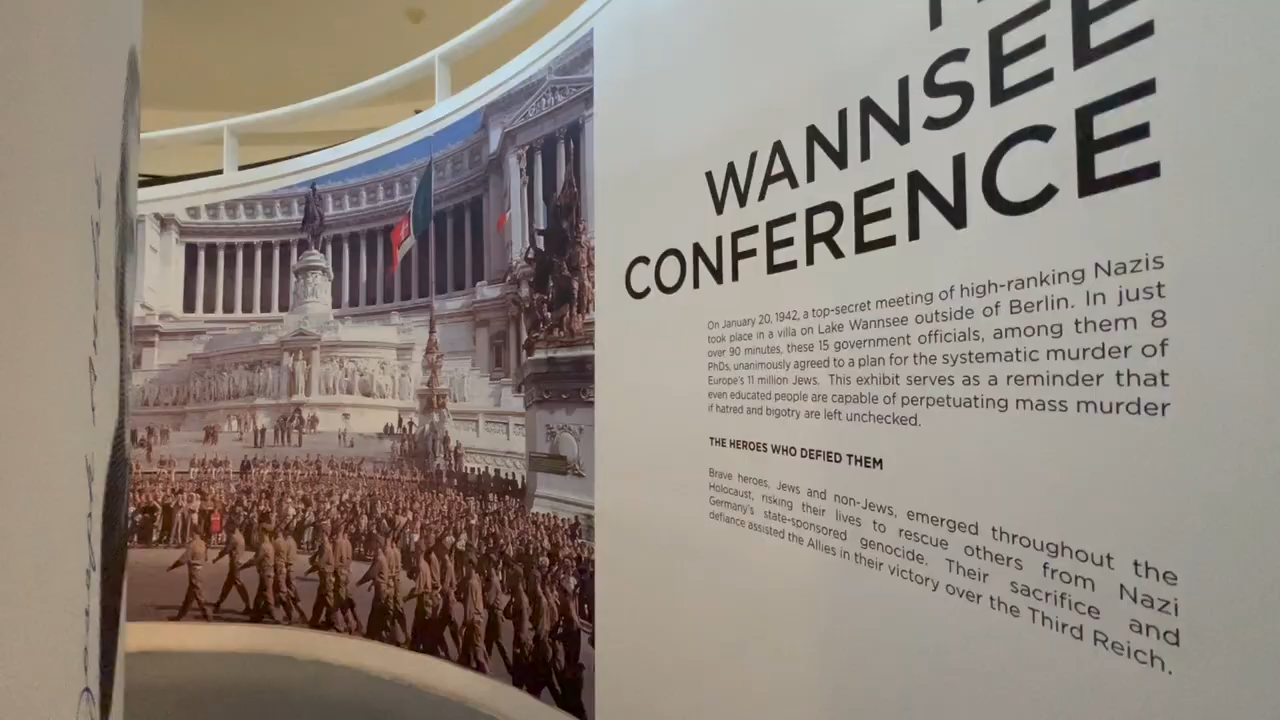 WANNSEE
CONFERENCE
On January 20, 1942, a top-secret meeting of high-ranking Nazis
took place in a villa on Lake Wannsee outside of Berlin. In just
over 90 minutes, these 15 government officials, among them 8
PhDs, unanimously agreed to a plan for the systematic murder of
Europe's 11 million Jews. This exhibit serves as a reminder that
even educated people are capable of perpetuating mass murder
if hatred and bigotry are left unchecked.
THE HEROES WHO DEFIED THEM
Brave heroes, Jews and non-Jews, emerged throughout the
Holocaust, risking their lives to rescue others from Nazi
Germany's state-sponsored genocide. Their sacrifice and
defiance assisted the Allies in their victory over the Third Reich.